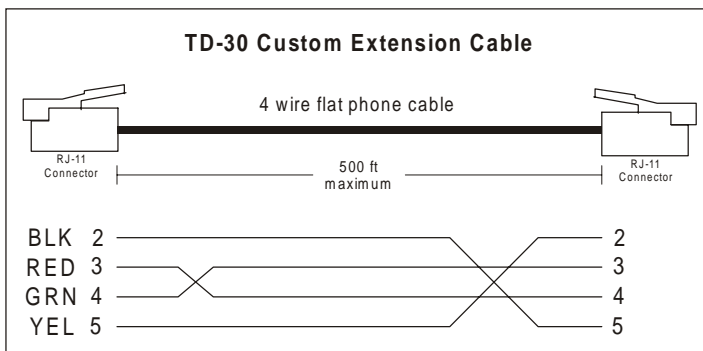 TD-30 Custom Extension Cable
4 wire flat phone cable
RJ-11
Connector
500 ft
maximum
RJ-11
Connector
BLK 2 2
RED 3 3
GRN 4 4
YEL 5 5